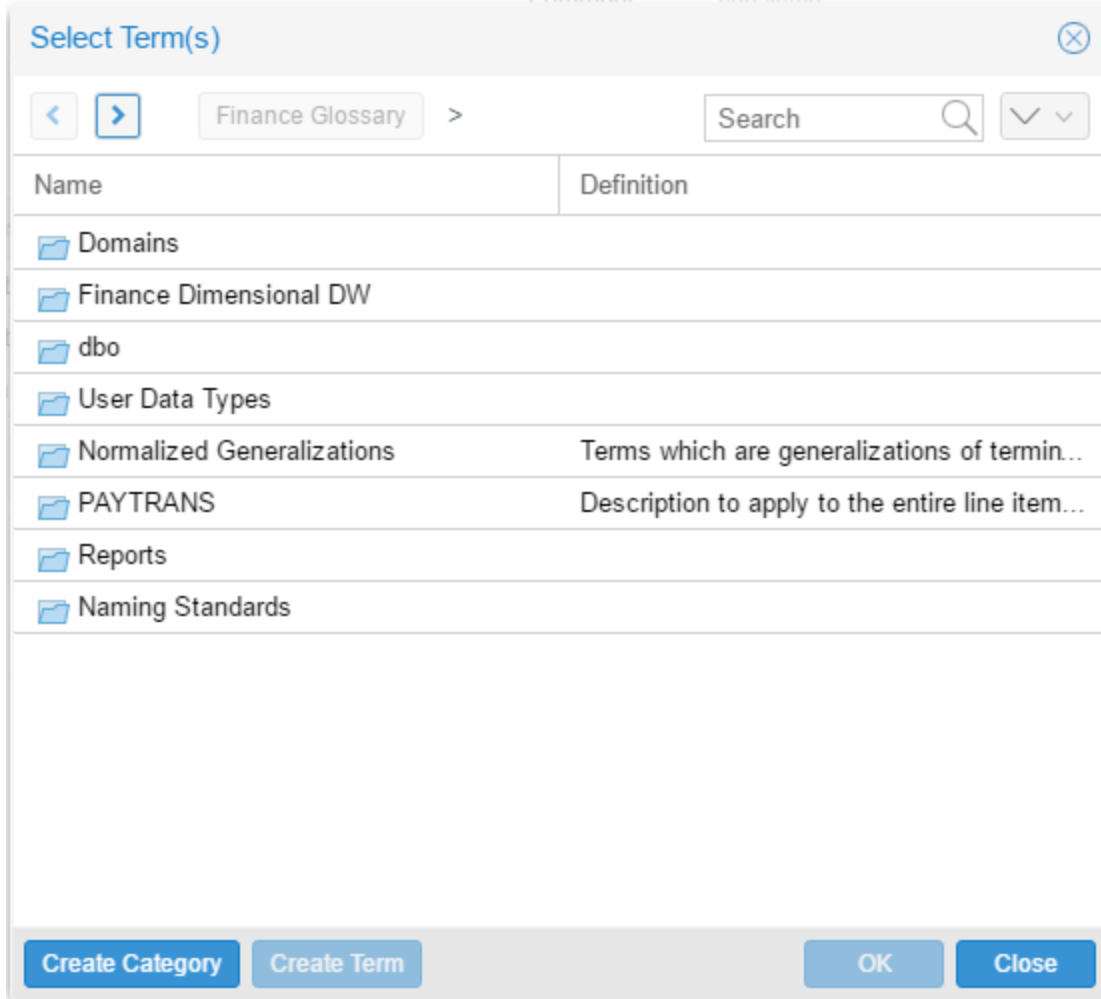 Select Term(s)
< > Finance Glossary > Search
Name Definition
Domains
Finance Dimensional DW
dbo
User Data Types
Normalized Generalizations Terms which are generalizations of termin...
PAYTRANS Description to apply to the entire line item...
Reports
Naming Standards
Create Category Create Term OK Close